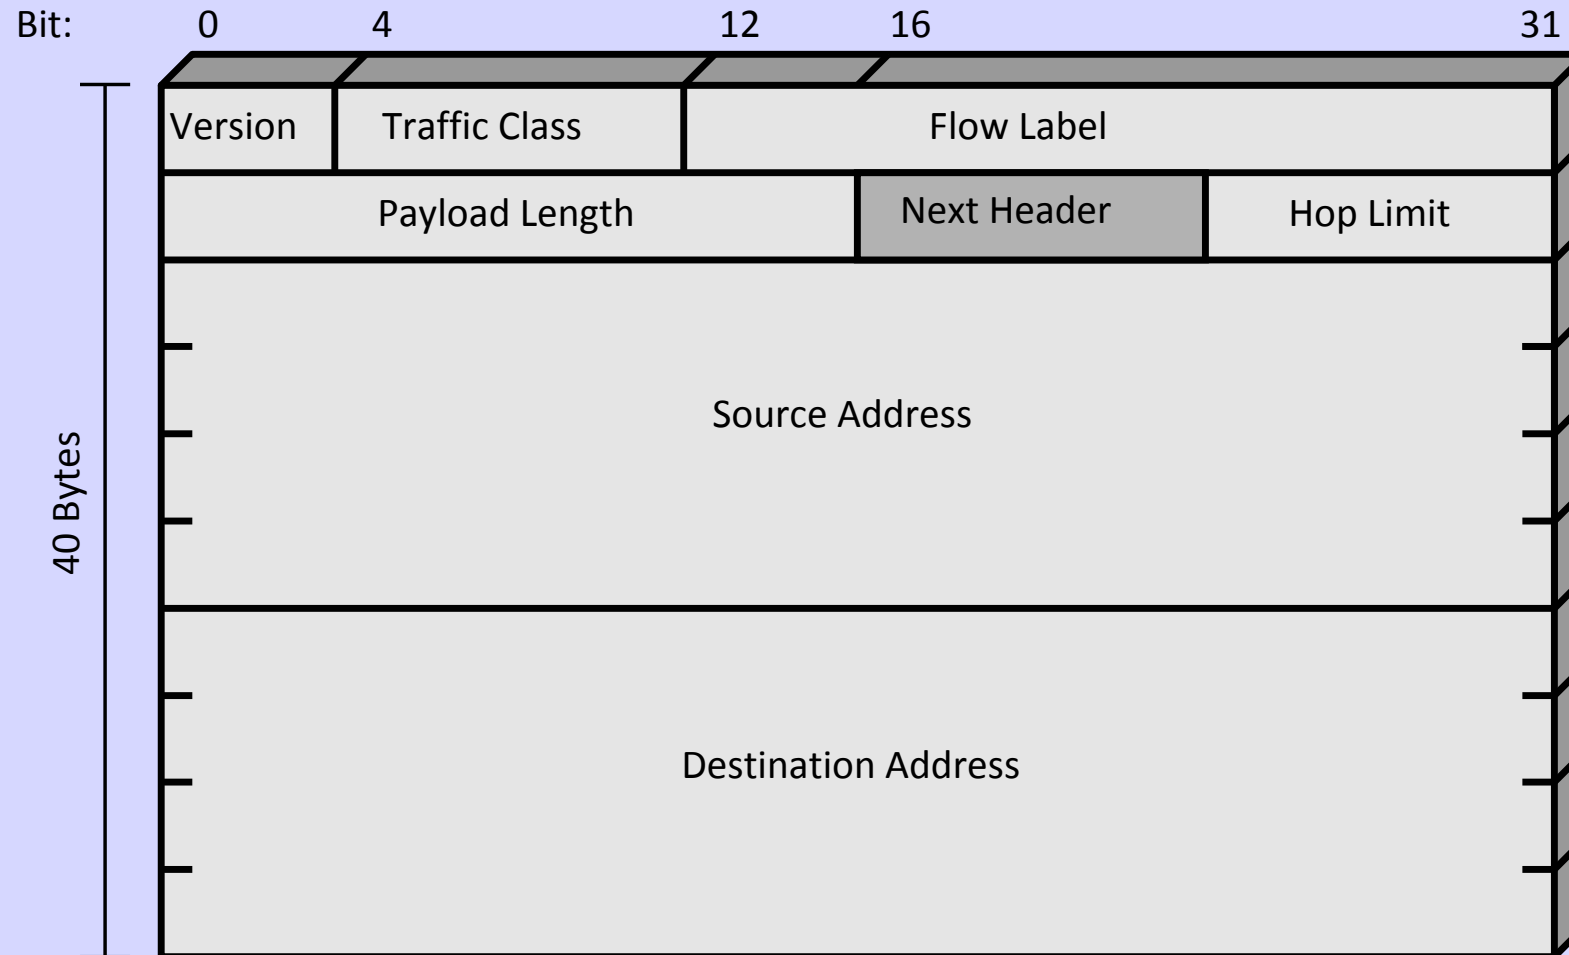 Bit: 0 4 12 16 31
Version Traffic Class Flow Label
Payload Length Next Header Hop Limit
Source Address
40 Bytes
Destination Address